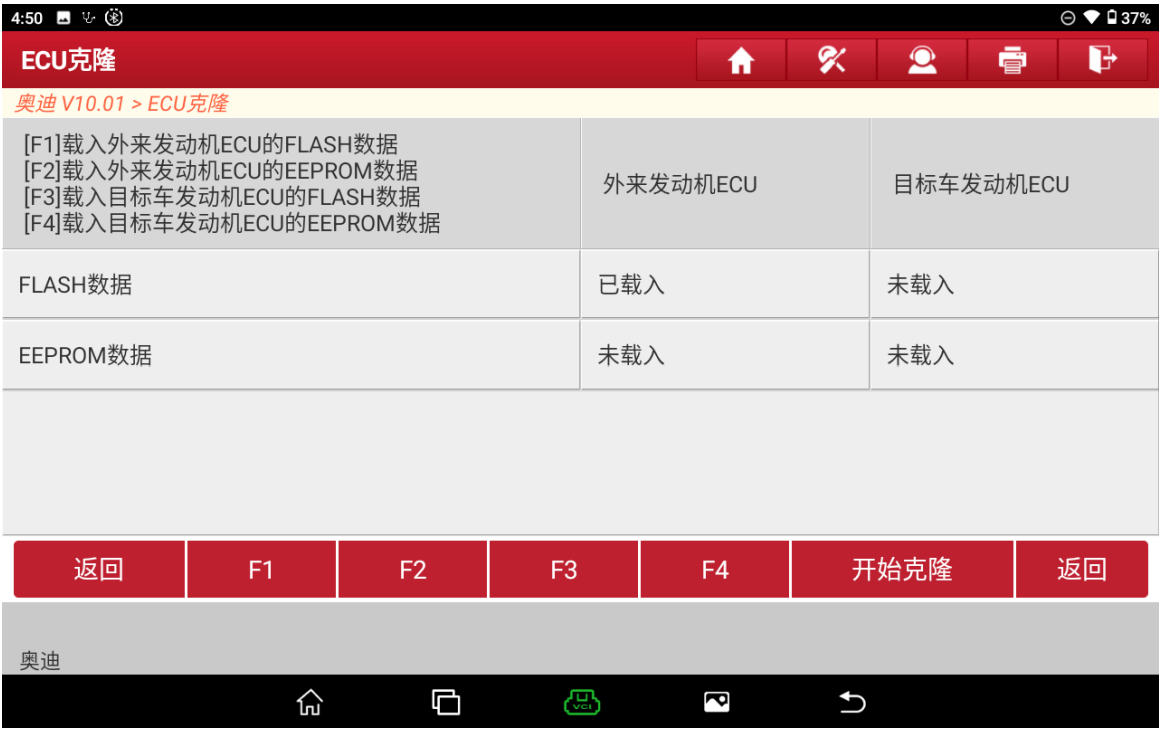 4:50
37%
ECU克隆
奥迪 V10.01 > ECU克隆
[F1]载入外来发动机ECU的FLASH数据
[F2]载入外来发动机ECU的EEPROM数据
[F3]载入目标车发动机ECU的FLASH数据
[F4]载入目标车发动机ECU的EEPROM数据
外来发动机ECU
目标车发动机ECU
FLASH数据
已载入
未载入
EEPROM数据
未载入
未载入
返回
F1
F2
F3
F4
开始克隆
返回
奥迪
VCI